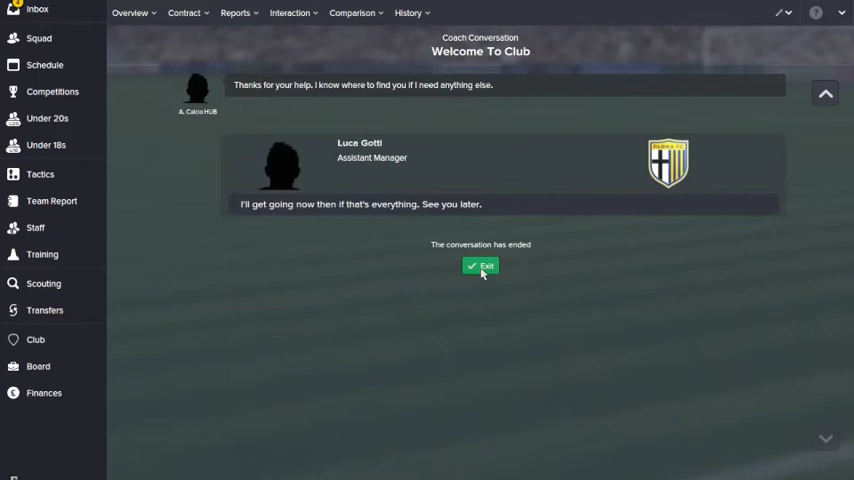 Inbox
Overview
Contract
Reports
Interaction
Comparison
History
Squad
Schedule
Competitions
Under 20s
Under 18s
Tactics
Team Report
Staff
Training
Scouting
Transfers
Club
Board
Finances
Coach Conversation
Welcome To Club
Thanks for your help. I know where to find you if I need anything else.
A. Calcio HUB
Luca Gotti
Assistant Manager
PARMA FC
I'll get going now then if that's everything. See you later.
The conversation has ended
Exit